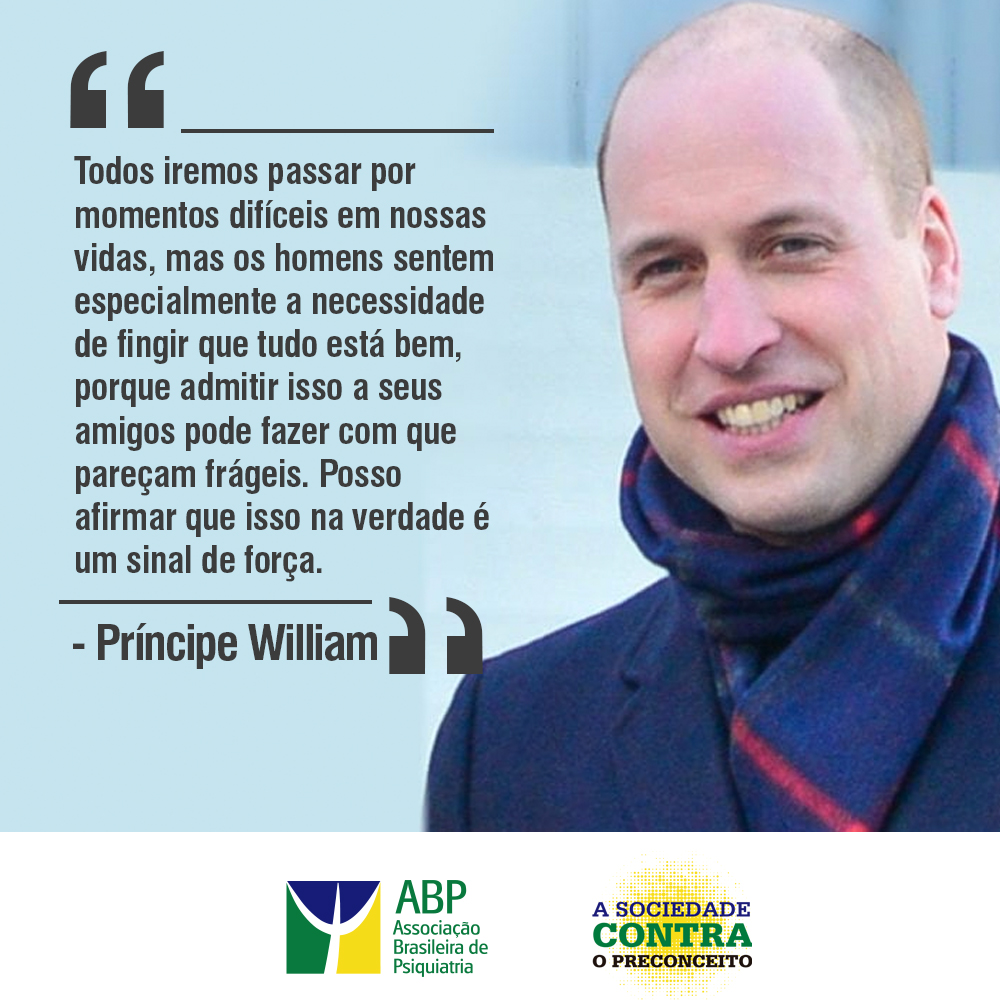 Todos iremos passar por
momentos difíceis em nossas
vidas, mas os homens sentem
especialmente a necessidade
de fingir que tudo está bem,
porque admitir isso a seus
amigos pode fazer com que
pareçam frágeis. Posso
afirmar que isso na verdade é
um sinal de força.
- Príncipe William
ABP
Associação
Brasileira de
Psiquiatria
A SOCIEDADE
CONTRA
O PRECONCEITO